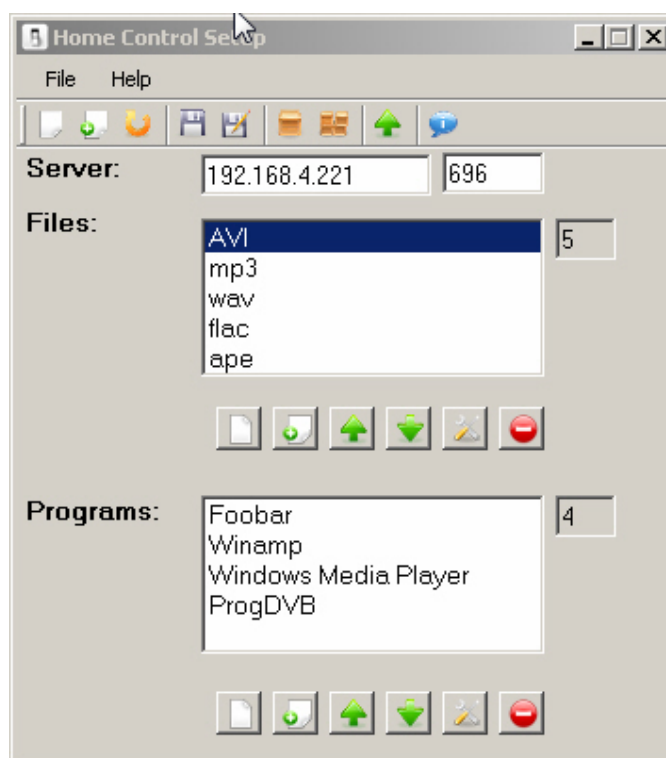 Home Control Setup
File Help
Server: 192.168.4.221 696
Files: AVI 5
mp3
wav
flac
ape
Programs: Foobar 4
Winamp
Windows Media Player
ProgDVB